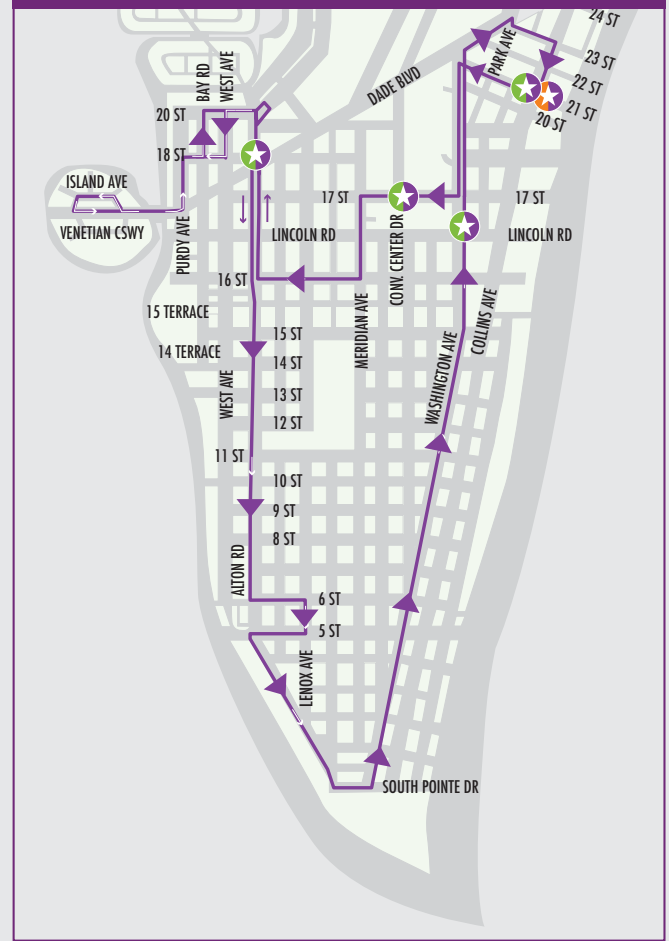 24 ST
PARK AVE
23 ST
22 ST
21 ST
20 ST
DADE BLVD
BAY RD
WEST AVE
20 ST
18 ST
ISLAND AVE
VENETIAN CSWY
PURDY AVE
17 ST
17 ST
LINCOLN RD
LINCOLN RD
CONV. CENTER DR
16 ST
15 TERRACE
14 TERRACE
MERIDIAN AVE
COLLINS AVE
WASHINGTON AVE
15 ST
14 ST
WEST AVE
13 ST
12 ST
11 ST
10 ST
9 ST
8 ST
ALTON RD
6 ST
5 ST
LENOX AVE
SOUTH POINTE DR